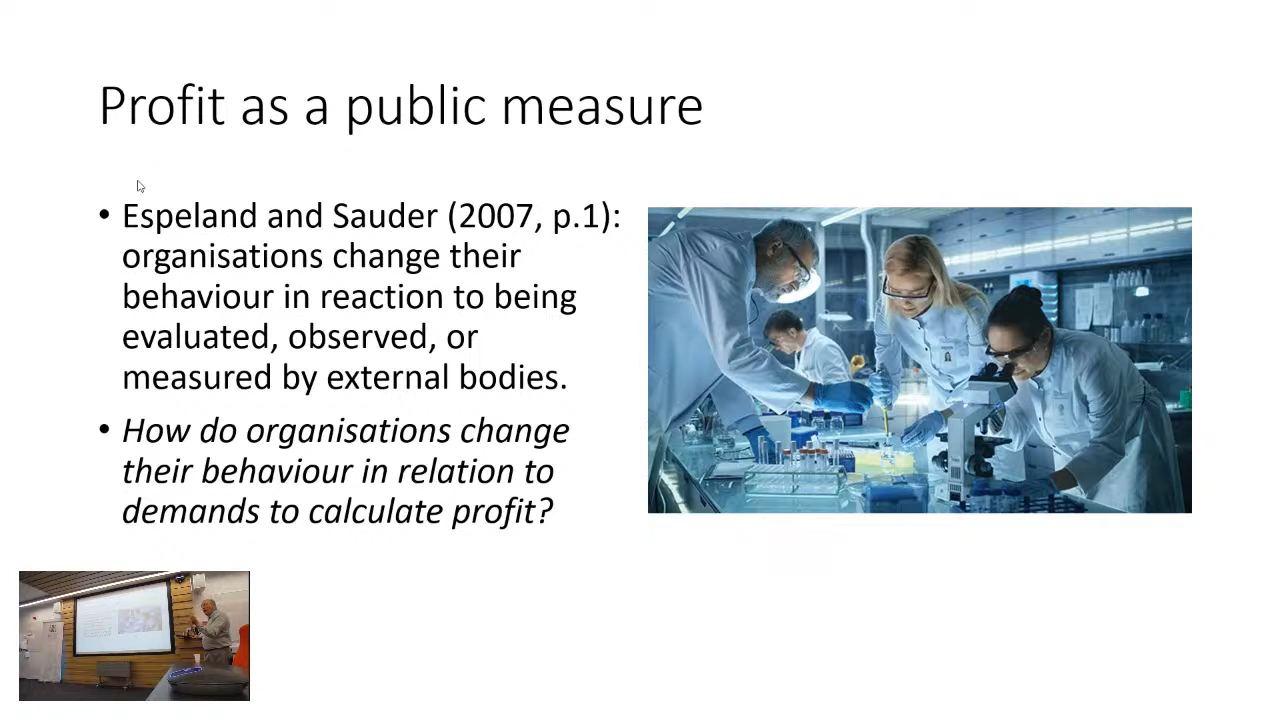 Profit as a public measure
• Espeland and Sauder (2007, p.1):
organisations change their
behaviour in reaction to being
evaluated, observed, or
measured by external bodies.
• How do organisations change
their behaviour in relation to
demands to calculate profit?